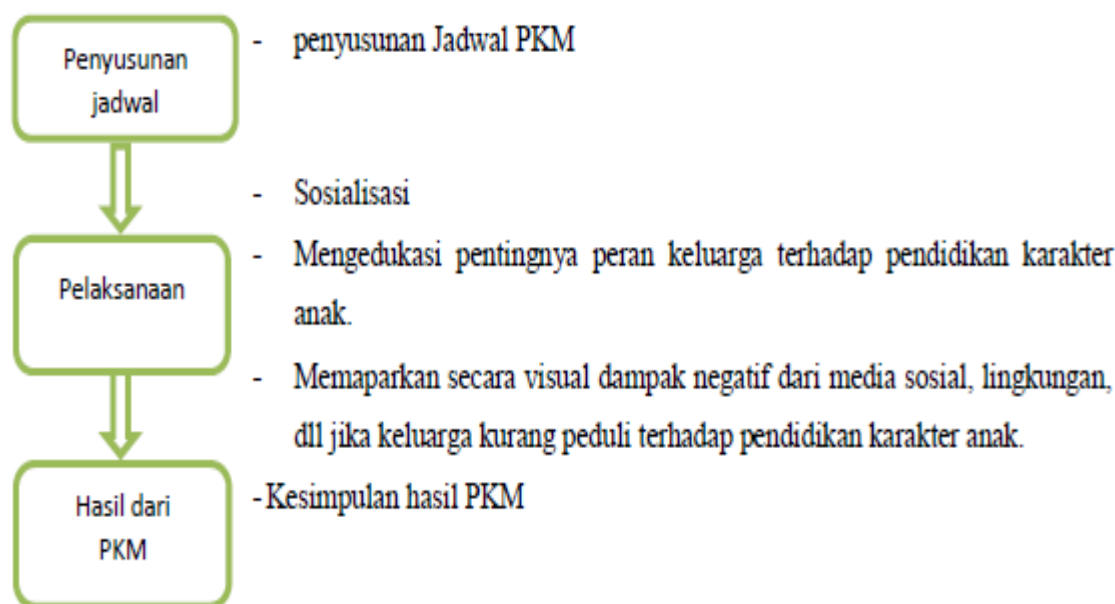 Penyusunan
jadwal
- penyusunan Jadwal PKM
Pelaksanaan
- Sosialisasi
- Mengedukasi pentingnya peran keluarga terhadap pendidikan karakter
anak.
- Memaparkan secara visual dampak negatif dari media sosial, lingkungan,
dll jika keluarga kurang peduli terhadap pendidikan karakter anak.
Hasil dari
PKM
- Kesimpulan hasil PKM